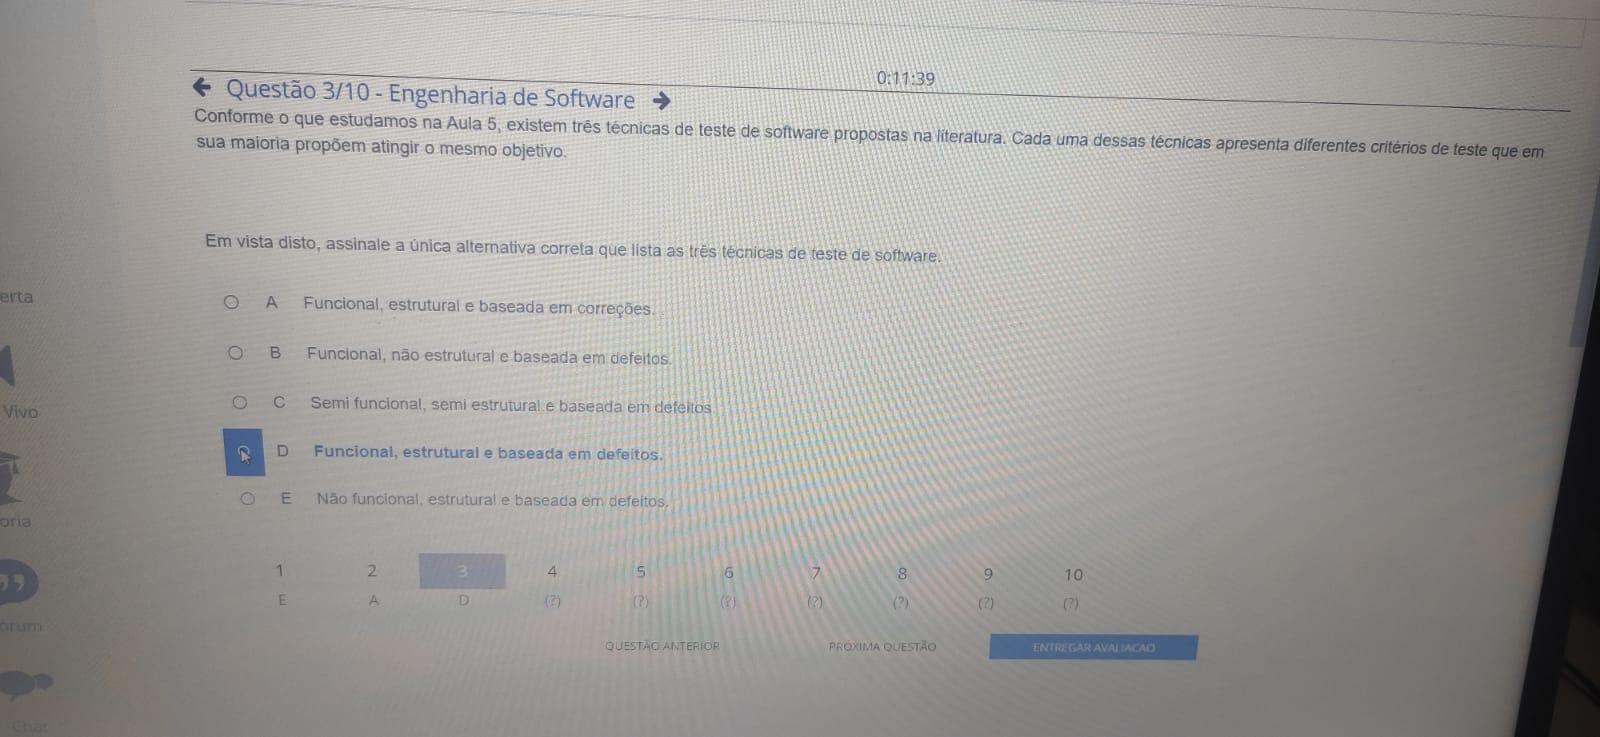 0:11:39
Questão 3/10 - Engenharia de Software
Conforme o que estudamos na Aula 5, existem três técnicas de teste de software propostas na literatura. Cada uma dessas técnicas apresenta diferentes critérios de teste que em
sua maioria propõem atingir o mesmo objetivo.
Em vista disto, assinale a única alternativa correta que lista as três técnicas de teste de software.
A Funcional, estrutural e baseada em correções.
B Funcional, não estrutural e baseada em defeitos.
C Semi funcional, semi estrutural e baseada em defeitos
D Funcional, estrutural e baseada em defeitos.
E Não funcional, estrutural e baseada em defeitos.
erta
Vivo
oria
órum
Chat
1 2 3 4 5 6 7 8 9 10
E A D (?) (?) (?) (?) (?) (?) (?)
QUESTÃO ANTERIOR PRÓXIMA QUESTÃO ENTREGAR AVALIACAO